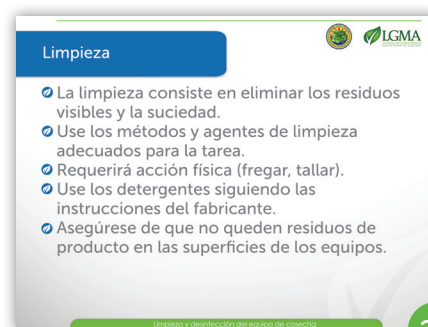 LGMA
Limpieza
La limpieza consiste en eliminar los residuos
visibles y la suciedad.
Use los métodos y agentes de limpieza
adecuados para la tarea.
Requerirá acción física (fregar, tallar).
Use los detergentes siguiendo las
instrucciones del fabricante.
Asegúrese de que no queden residuos de
producto en las superficies de los equipos.
Limpieza y desinfección del equipo de cosecha